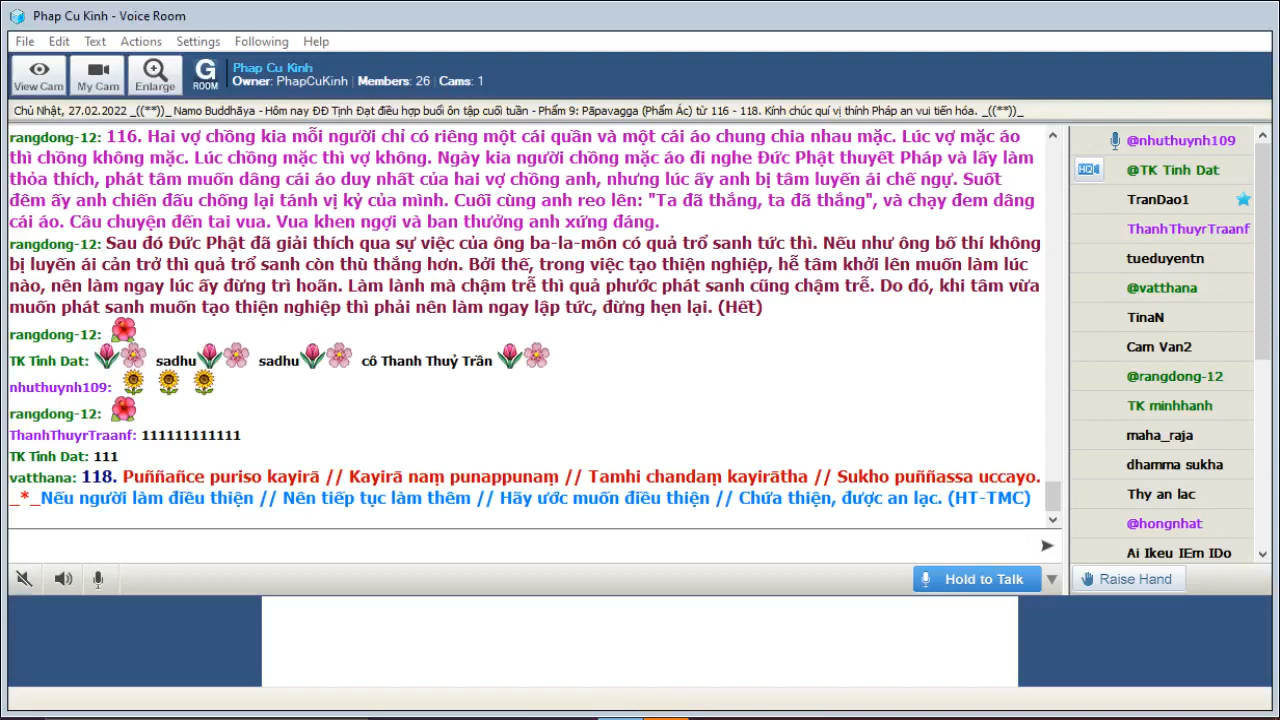 Phap Cu Kinh - Voice Room
File Edit Text Actions Settings Following Help
View Cam
My Cam
Enlarge
G ROOM
Phap Cu Kinh
Owner: PhapCuKinh | Members: 26 | Cams: 1
Chủ Nhật, 27.02.2022 _((**))_ Namo Buddhāya - Hôm nay ĐĐ Tịnh Đạt điều hợp buổi ôn tập cuối tuần - Phẩm 9: Pāpavagga (Phẩm Ác) từ 116 - 118. Kính chúc quí vị thính Pháp an vui tiến hóa. _((**))_
rangdong-12: 116. Hai vợ chồng kia mỗi người chỉ có riêng một cái quần và một cái áo chung chia nhau mặc. Lúc vợ mặc áo
thì chồng không mặc. Lúc chồng mặc thì vợ không. Ngày kia người chồng mặc áo đi nghe Đức Phật thuyết Pháp và lấy làm
thỏa thích, phát tâm muốn dâng cái áo duy nhất của hai vợ chồng anh, nhưng lúc ấy anh bị tâm luyến ái chế ngự. Suốt
đêm ấy anh chiến đấu chống lại tánh vị kỷ của mình. Cuối cùng anh reo lên: "Ta đã thắng, ta đã thắng", và chạy đem dâng
cái áo. Câu chuyện đến tai vua. Vua khen ngợi và ban thưởng anh xứng đáng.
rangdong-12: Sau đó Đức Phật đã giải thích qua sự việc của ông ba-la-môn có quả trổ sanh tức thì. Nếu như ông bố thí không
bị luyến ái cản trở thì quả trổ sanh còn thù thắng hơn. Bởi thế, trong việc tạo thiện nghiệp, hễ tâm khởi lên muốn làm lúc
nào, nên làm ngay lúc ấy đừng trì hoãn. Làm lành mà chậm trễ thì quả phước phát sanh cũng chậm trễ. Do đó, khi tâm vừa
muốn phát sanh muốn tạo thiện nghiệp thì phải nên làm ngay lập tức, đừng hẹn lại. (Hết)
rangdong-12:
TK Tinh Dat: sadhu sadhu cô Thanh Thuỷ Trần
nhuthuynh109:
rangdong-12:
ThanhThuyrTraanf: 111111111111
TK Tinh Dat: 111
vatthana: 118. Puññañce puriso kayirā // Kayirā naṃ punappunaṃ // Tamhi chandaṃ kayirātha // Sukho puññassa uccayo.
_*_Nếu người làm điều thiện // Nên tiếp tục làm thêm // Hãy ước muốn điều thiện // Chứa thiện, được an lạc. (HT-TMC)
Hold to Talk
@nhuthuynh109
HQ
@TK Tinh Dat
TranDao1
ThanhThuyrTraanf
tueduyentn
@vatthana
TinaN
Cam Van2
@rangdong-12
TK minhhanh
maha_raja
dhamma sukha
Thy an lac
@hongnhat
Ai Ikeu IEm IDo
Raise Hand